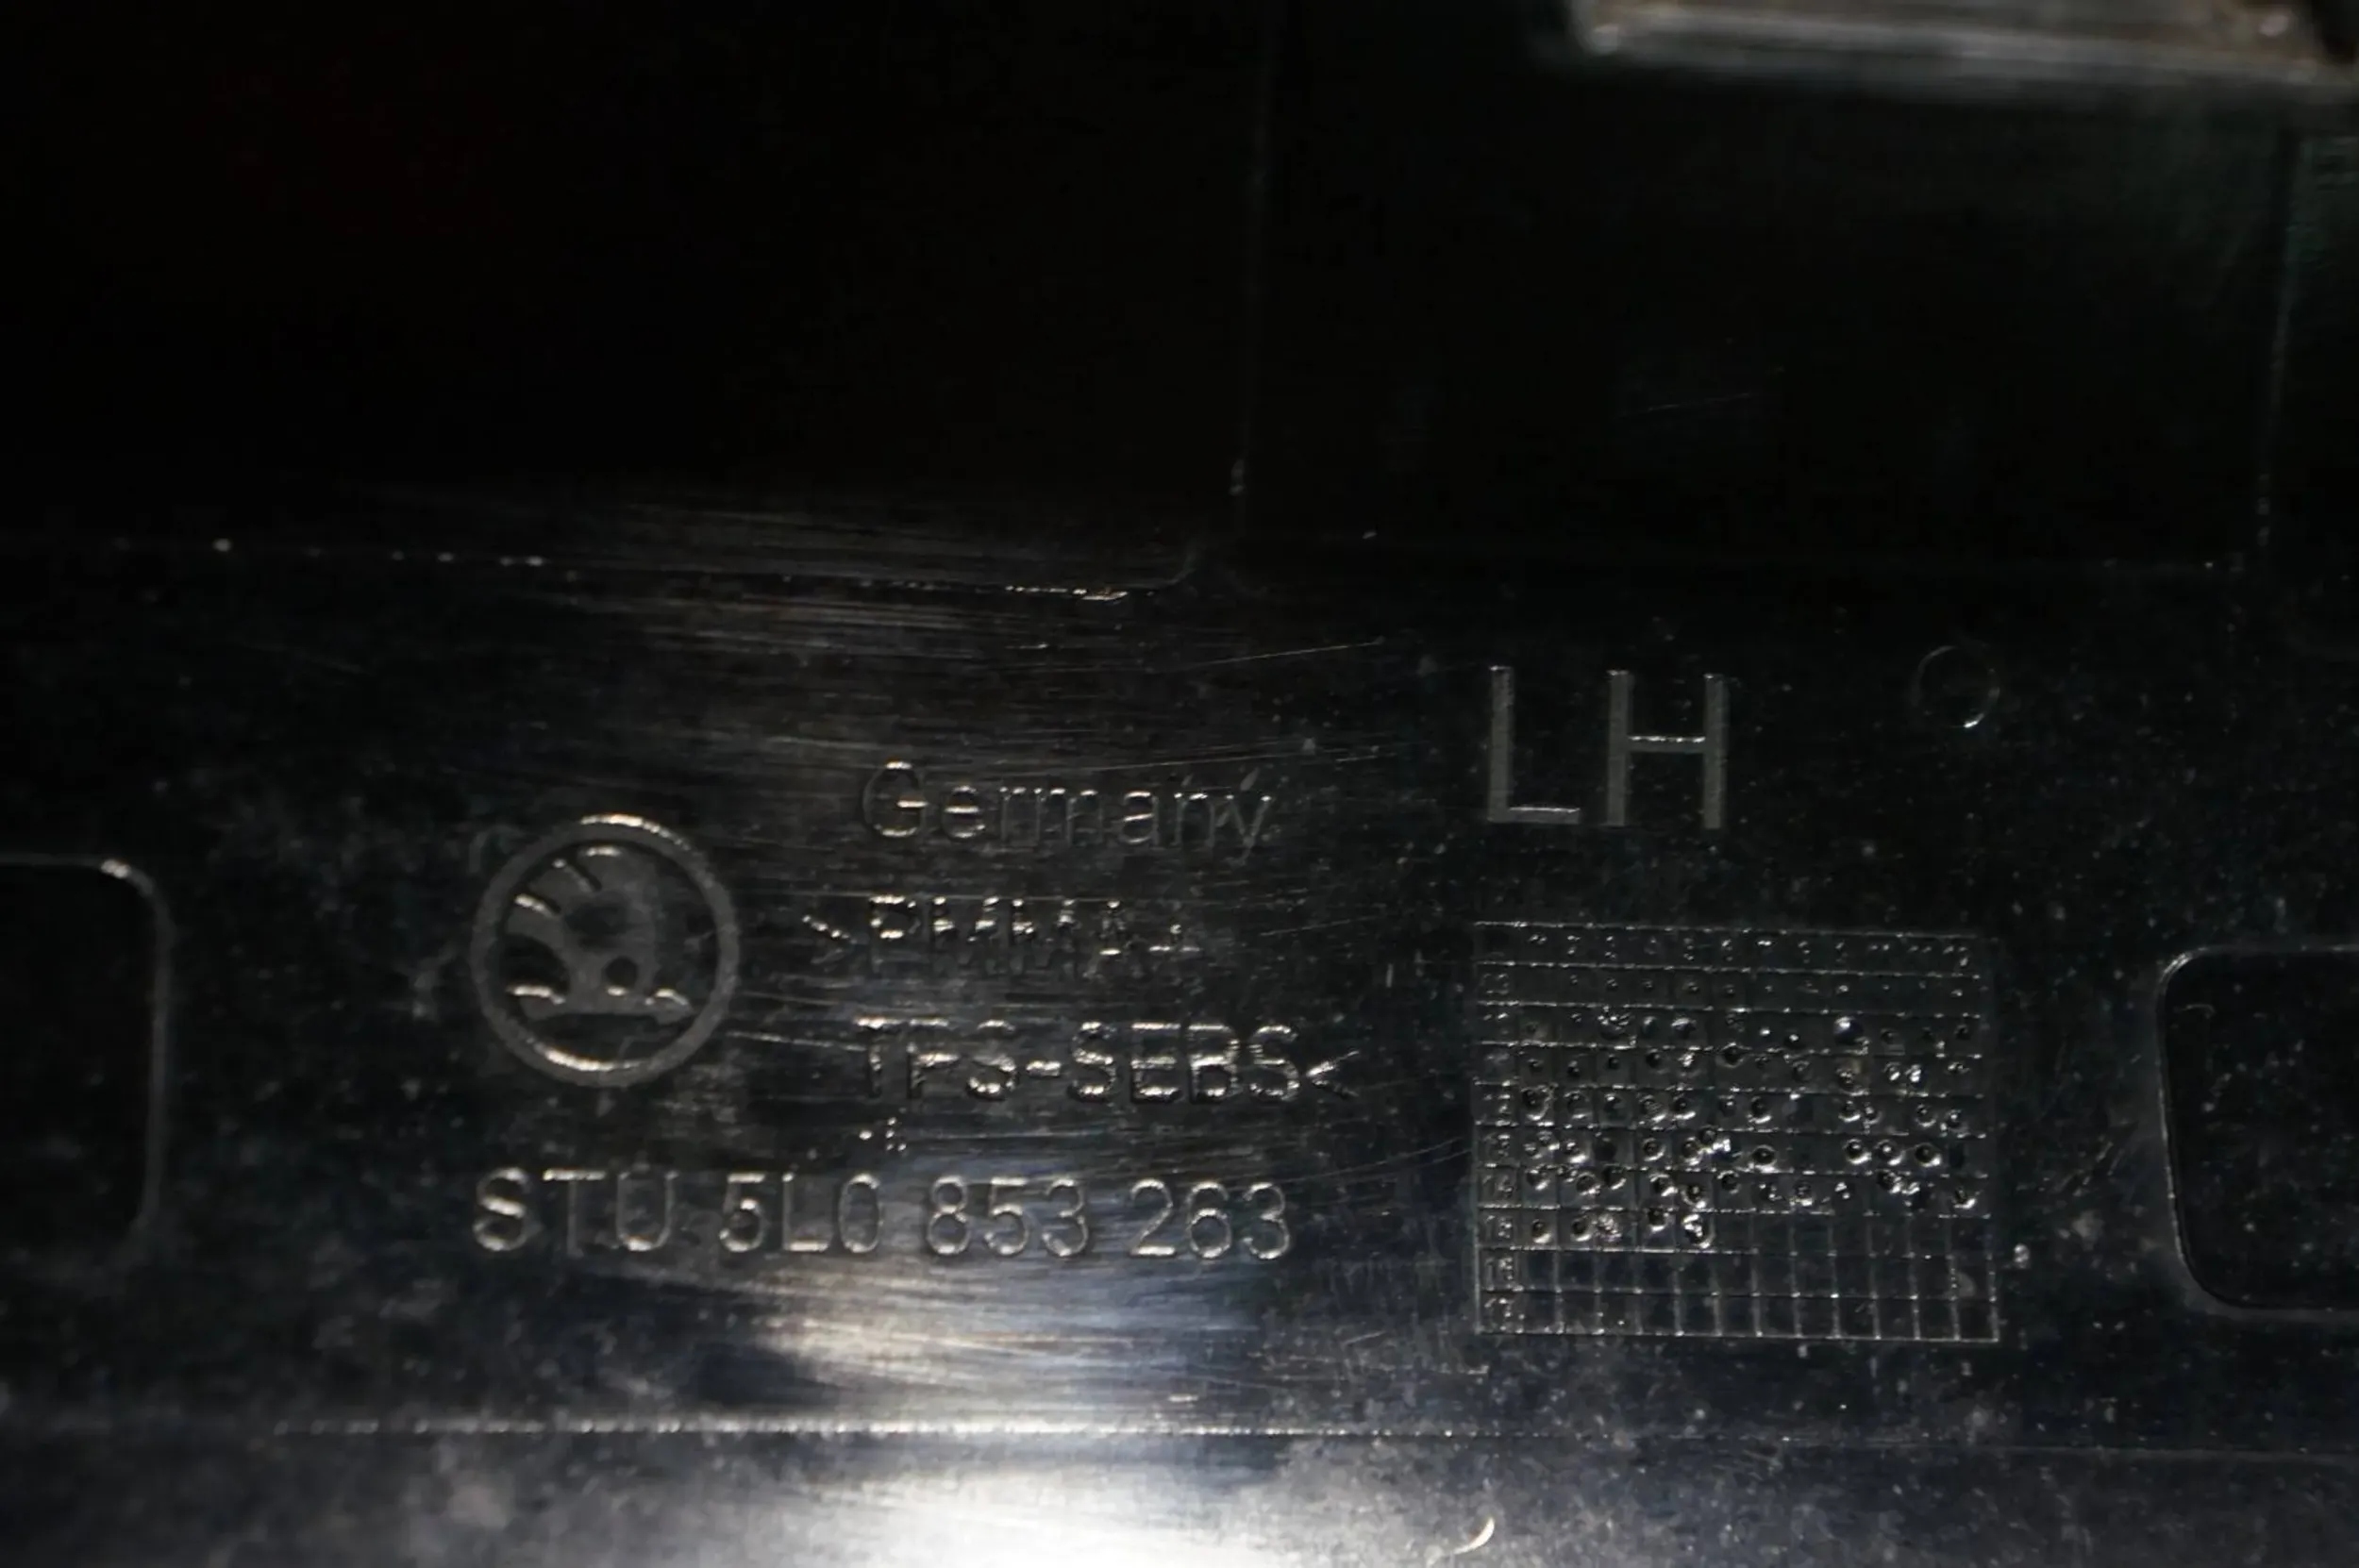 LH
Germany
>PMMA+
TPS-SEBS<
STU 5L0 853 263